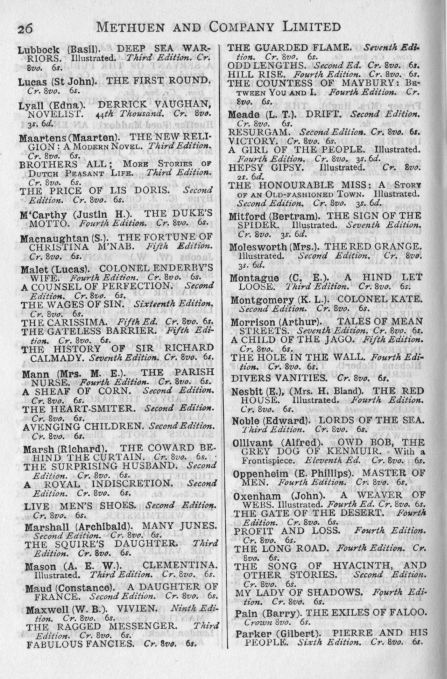 26 METHUEN AND COMPANY LIMITED
Lubbock (Basil). DEEP SEA WAR-
RIORS. Illustrated. Third Edition. Cr.
8vo. 6s.
Lucas (St John). THE FIRST ROUND.
Cr. 8vo. 6s.
Lyall (Edna). DERRICK VAUGHAN,
NOVELIST. 44th Thousand. Cr. 8vo.
3s. 6d.
Maartens (Maarten). THE NEW RELI-
GION: A MODERN NOVEL. Third Edition.
Cr. 8vo. 6s.
BROTHERS ALL; MORE STORIES OF
DUTCH PEASANT LIFE. Third Edition.
Cr. 8vo. 6s.
THE PRICE OF LIS DORIS. Second
Edition. Cr. 8vo. 6s.
M'Carthy (Justin H.). THE DUKE'S
MOTTO. Fourth Edition. Cr. 8vo. 6s.
Macnaughtan (S.). THE FORTUNE OF
CHRISTINA M'NAB. Fifth Edition.
Cr. 8vo. 6s.
Malet (Lucas). COLONEL ENDERBY'S
WIFE. Fourth Edition. Cr. 8vo. 6s.
A COUNSEL OF PERFECTION. Second
Edition. Cr. 8vo. 6s.
THE WAGES OF SIN. Sixteenth Edition.
Cr. 8vo. 6s.
THE CARISSIMA. Fifth Ed. Cr. 8vo. 6s.
THE GATELESS BARRIER. Fifth Edi-
tion. Cr. 8vo. 6s.
THE HISTORY OF SIR RICHARD
CALMADY. Seventh Edition. Cr. 8vo. 6s.
Mann (Mrs. M. E.). THE PARISH
NURSE. Fourth Edition. Cr. 8vo. 6s.
A SHEAF OF CORN. Second Edition.
Cr. 8vo. 6s.
THE HEART-SMITER. Second Edition.
Cr. 8vo. 6s.
AVENGING CHILDREN. Second Edition.
Cr. 8vo. 6s.
Marsh (Richard). THE COWARD BE-
HIND THE CURTAIN. Cr. 8vo. 6s.
THE SURPRISING HUSBAND. Second
Edition. Cr. 8vo. 6s.
A ROYAL INDISCRETION. Second
Edition. Cr. 8vo. 6s.
LIVE MEN'S SHOES. Second Edition.
Cr. 8vo. 6s.
Marshall (Archibald). MANY JUNES.
Second Edition. Cr. 8vo. 6s.
THE SQUIRE'S DAUGHTER. Third
Edition. Cr. 8vo. 6s.
Mason (A. E. W.). CLEMENTINA.
Illustrated. Third Edition. Cr. 8vo. 6s.
Maud (Constance). A DAUGHTER OF
FRANCE. Second Edition. Cr. 8vo. 6s.
Maxwell (W. B.). VIVIEN. Ninth Edi-
tion. Cr. 8vo. 6s.
THE RAGGED MESSENGER. Third
Edition. Cr. 8vo. 6s.
FABULOUS FANCIES. Cr. 8vo. 6s.
THE GUARDED FLAME. Seventh Edi-
tion. Cr. 8vo. 6s.
ODD LENGTHS. Second Ed. Cr. 8vo. 6s.
HILL RISE. Fourth Edition. Cr. 8vo. 6s.
THE COUNTESS OF MAYBURY: BE-
TWEEN YOU AND I. Fourth Edition. Cr.
8vo. 6s.
Meade (L. T.). DRIFT. Second Edition.
Cr. 8vo. 6s.
RESURGAM. Second Edition. Cr. 8vo. 6s.
VICTORY. Cr. 8vo. 6s.
A GIRL OF THE PEOPLE. Illustrated.
Fourth Edition. Cr. 8vo. 3s. 6d.
HEPSY GIPSY. Illustrated. Cr. 8vo.
2s. 6d.
THE HONOURABLE MISS: A STORY
OF AN OLD-FASHIONED TOWN. Illustrated.
Second Edition. Cr. 8vo. 3s. 6d.
Mitford (Bertram). THE SIGN OF THE
SPIDER. Illustrated. Seventh Edition.
Cr. 8vo. 3s. 6d.
Molesworth (Mrs.). THE RED GRANGE.
Illustrated. Second Edition. Cr. 8vo.
3s. 6d.
Montague (C. E.). A HIND LET
LOOSE. Third Edition. Cr. 8vo. 6s.
Montgomery (K. L.). COLONEL KATE.
Second Edition. Cr. 8vo. 6s.
Morrison (Arthur). TALES OF MEAN
STREETS. Seventh Edition. Cr. 8vo. 6s.
A CHILD OF THE JAGO. Fifth Edition.
Cr. 8vo. 6s.
THE HOLE IN THE WALL. Fourth Edi-
tion. Cr. 8vo. 6s.
DIVERS VANITIES. Cr. 8vo. 6s.
Nesbit (E.), (Mrs. H. Bland). THE RED
HOUSE. Illustrated. Fourth Edition.
Cr. 8vo. 6s.
Noble (Edward). LORDS OF THE SEA.
Third Edition. Cr. 8vo. 6s.
Ollivant (Alfred). OWD BOB, THE
GREY DOG OF KENMUIR. With a
Frontispiece. Eleventh Ed. Cr. 8vo. 6s.
Oppenheim (E. Phillips). MASTER OF
MEN. Fourth Edition. Cr. 8vo. 6s.
Oxenham (John). A WEAVER OF
WEBS. Illustrated. Fourth Ed. Cr. 8vo. 6s.
THE GATE OF THE DESERT. Fourth
Edition. Cr. 8vo. 6s.
PROFIT AND LOSS. Fourth Edition.
Cr. 8vo. 6s.
THE LONG ROAD. Fourth Edition. Cr.
8vo. 6s.
THE SONG OF HYACINTH, AND
OTHER STORIES. Second Edition.
Cr. 8vo. 6s.
MY LADY OF SHADOWS. Fourth Edi-
tion. Cr. 8vo. 6s.
Pain (Barry). THE EXILES OF FALOO.
Crown 8vo. 6s.
Parker (Gilbert). PIERRE AND HIS
PEOPLE. Sixth Edition. Cr. 8vo. 6s.